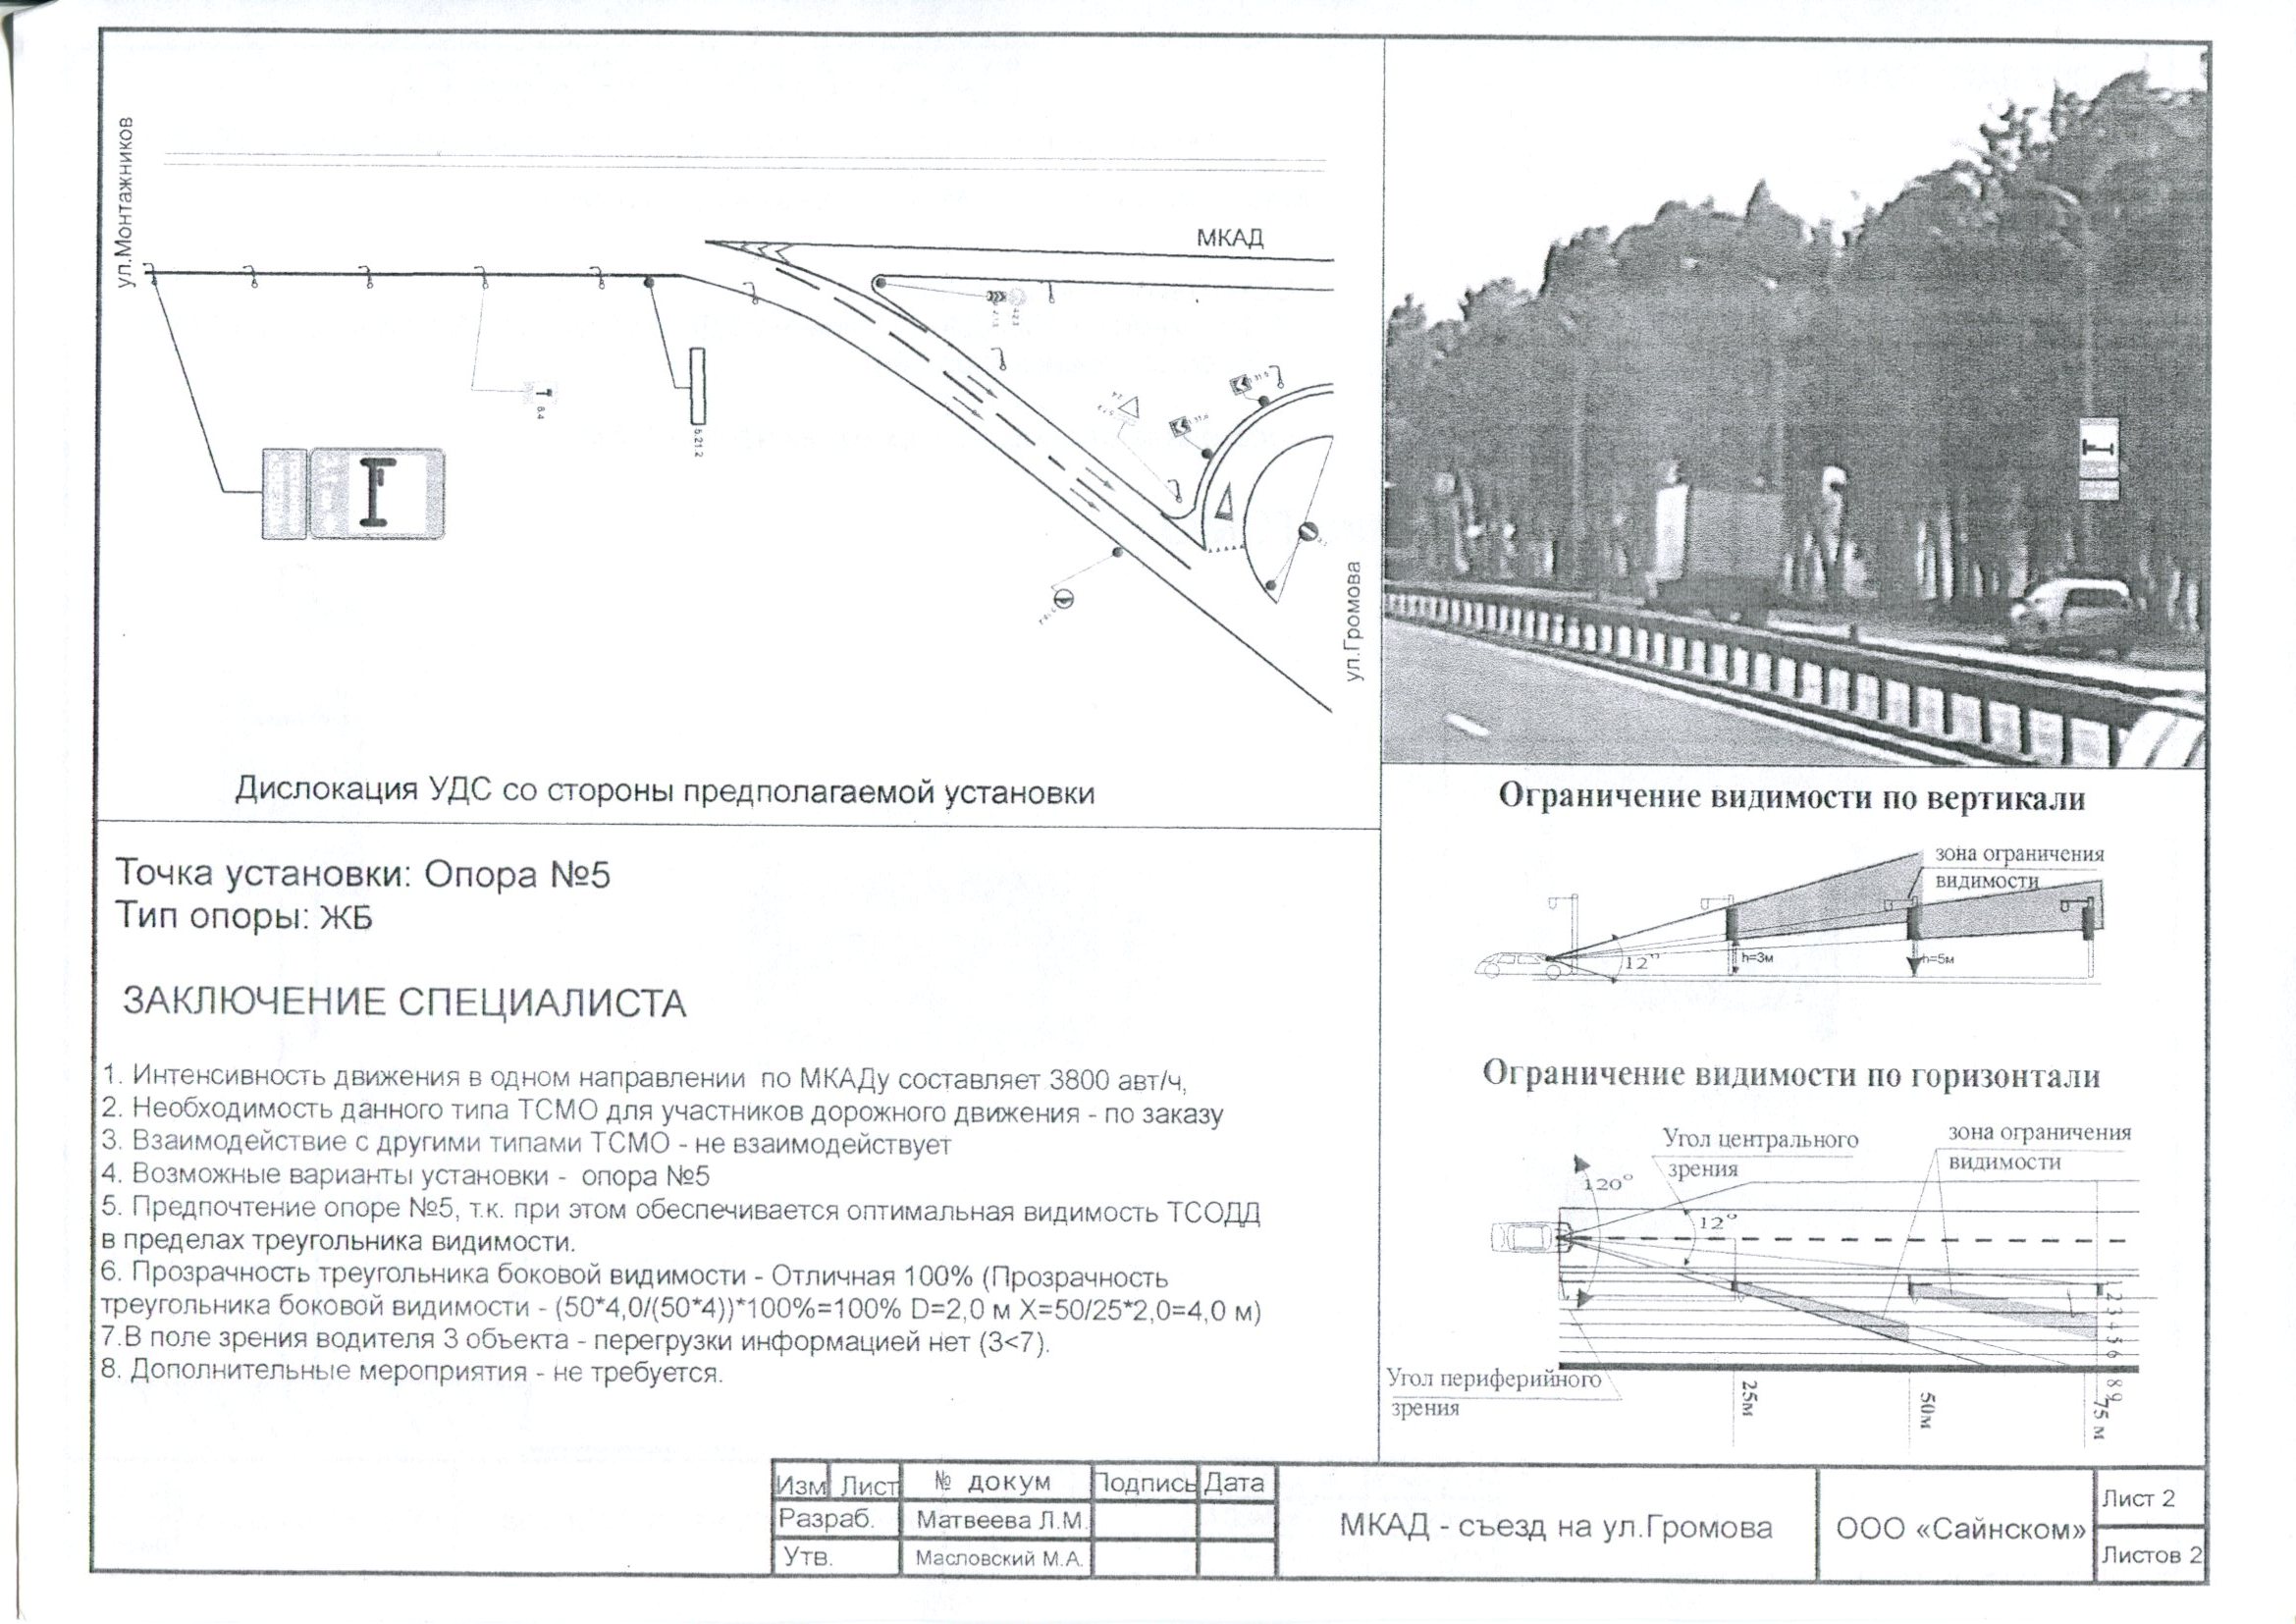 ул.Монтажников
МКАД
8.4
5.21.2
ул.Громова
Дислокация УДС со стороны предполагаемой установки
Точка установки: Опора №5
Тип опоры: ЖБ
ЗАКЛЮЧЕНИЕ СПЕЦИАЛИСТА
1. Интенсивность движения в одном направлении по МКАДу составляет 3800 авт/ч,
2. Необходимость данного типа ТСМО для участников дорожного движения - по заказу
3. Взаимодействие с другими типами ТСМО - не взаимодействует
4. Возможные варианты установки - опора №5
5. Предпочтение опоре №5, т.к. при этом обеспечивается оптимальная видимость ТСОДД
в пределах треугольника видимости.
6. Прозрачность треугольника боковой видимости - Отличная 100% (Прозрачность
треугольника боковой видимости - (50*4,0/(50*4))*100%=100% D=2,0 м X=50/25*2,0=4,0 м)
7.В поле зрения водителя 3 объекта - перегрузки информацией нет (3<7).
8. Дополнительные мероприятия - не требуется.
Ограничение видимости по вертикали
зона ограничения
видимости
12°
h=3м
h=5м
Ограничение видимости по горизонтали
Угол центрального
зрения
зона ограничения
видимости
120°
12°
Угол периферийного
зрения
25м
50м
75 м
Изм Лист № докум Подпись Дата
Разраб. Матвеева Л.М.
Утв. Масловский М.А.
МКАД - съезд на ул.Громова
ООО «Сайнском»
Лист 2
Листов 2